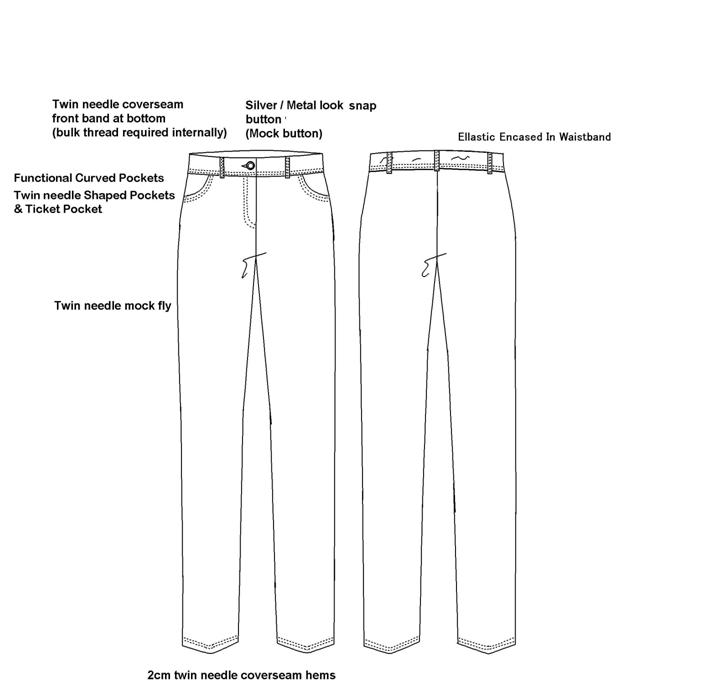 Twin needle coverseam
front band at bottom
(bulk thread required internally)
Silver / Metal look snap
button
(Mock button)
Ellastic Encased In Waistband
Functional Curved Pockets
Twin needle Shaped Pockets
& Ticket Pocket
Twin needle mock fly
2cm twin needle coverseam hems